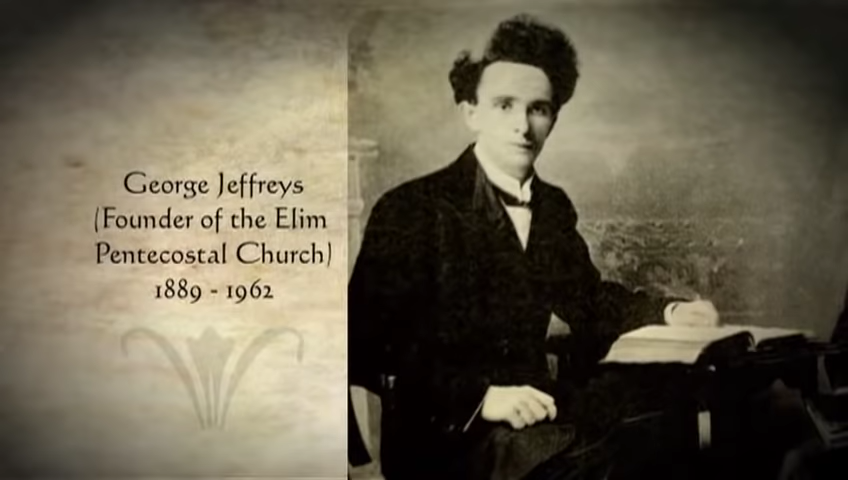 George Jeffreys
(Founder of the Elim
Pentecostal Church)
1889 - 1962